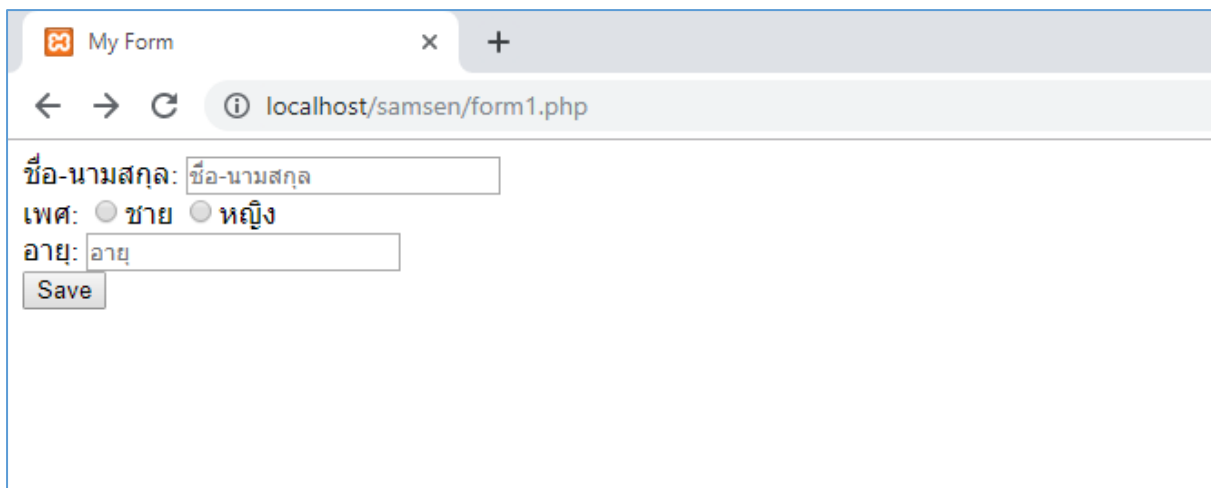 My Form
localhost/samsen/form1.php
ชื่อ-นามสกุล: ชื่อ-นามสกุล
เพศ: ชาย หญิง
อายุ: อายุ
Save